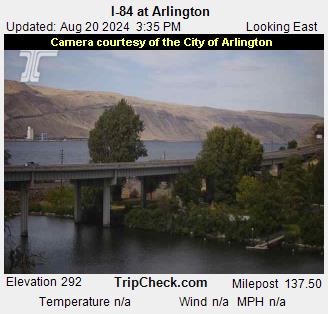 I-84 at Arlington
Updated: Aug 20 2024 3:35 PM Looking East
Camera courtesy of the City of Arlington
Elevation 292 TripCheck.com Milepost 137.50
Temperature n/a Wind n/a MPH n/a